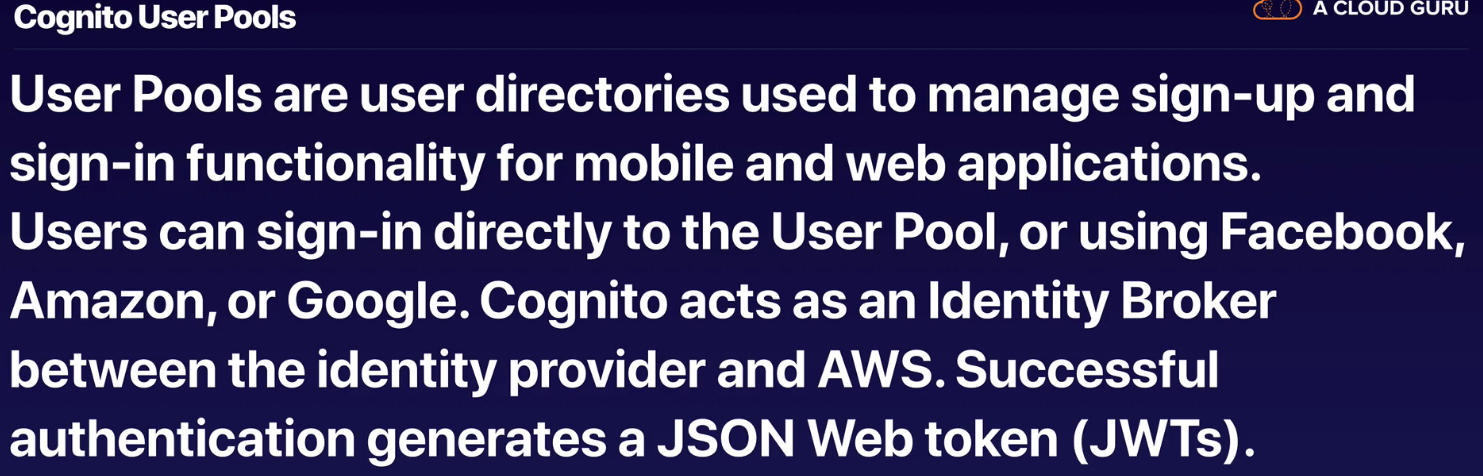 Cognito User Pools
A CLOUD GURU
User Pools are user directories used to manage sign-up and
sign-in functionality for mobile and web applications.
Users can sign-in directly to the User Pool, or using Facebook,
Amazon, or Google. Cognito acts as an Identity Broker
between the identity provider and AWS. Successful
authentication generates a JSON Web token (JWTs).